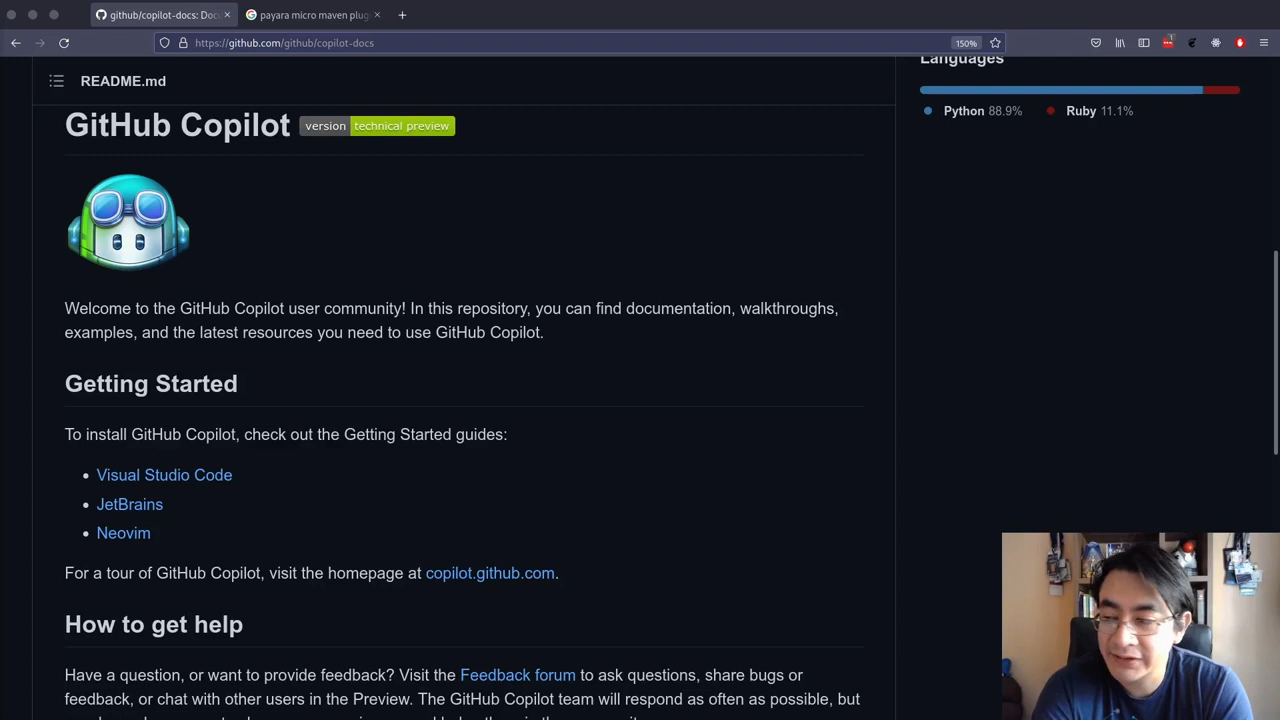 github/copilot-docs: Docu
payara micro maven plug
https://github.com/github/copilot-docs
150%
1
README.md
Languages
Python 88.9%
Ruby 11.1%
GitHub Copilot
version technical preview
Welcome to the GitHub Copilot user community! In this repository, you can find documentation, walkthroughs,
examples, and the latest resources you need to use GitHub Copilot.
Getting Started
To install GitHub Copilot, check out the Getting Started guides:
Visual Studio Code
JetBrains
Neovim
For a tour of GitHub Copilot, visit the homepage at copilot.github.com.
How to get help
Have a question, or want to provide feedback? Visit the Feedback forum to ask questions, share bugs or
feedback, or chat with other users in the Preview. The GitHub Copilot team will respond as often as possible, but